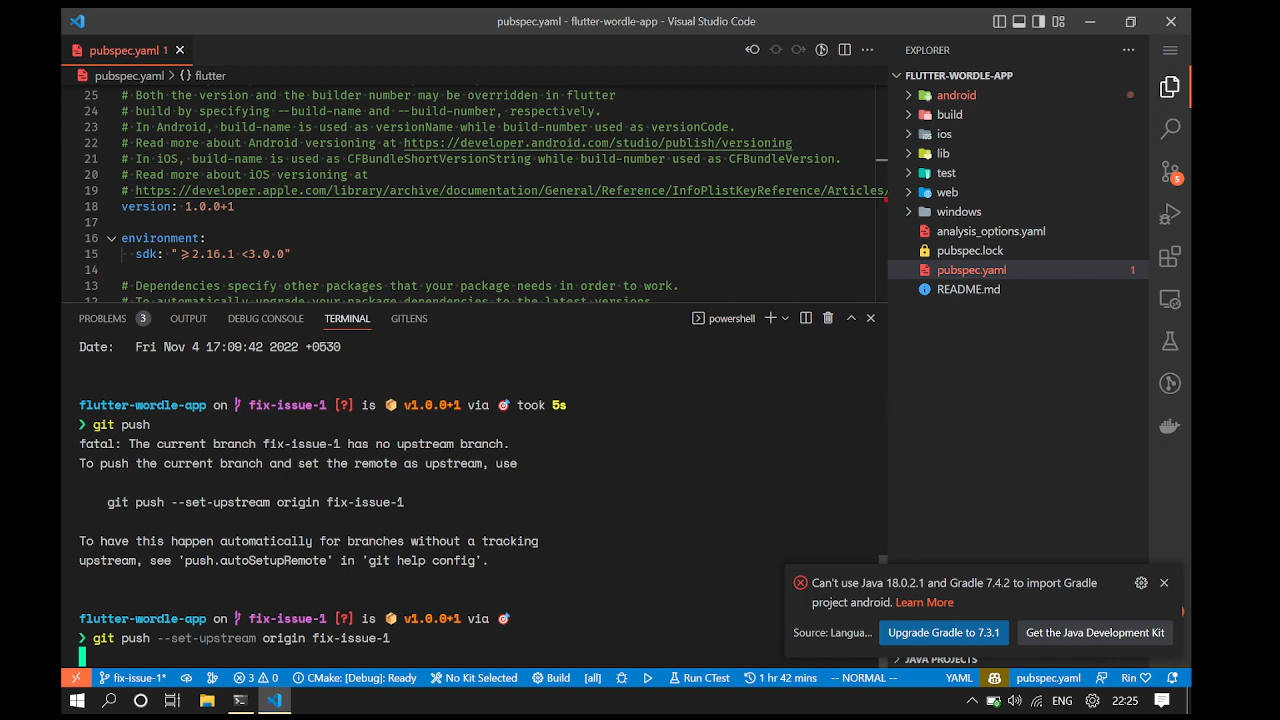 pubspec.yaml - flutter-wordle-app - Visual Studio Code
pubspec.yaml 1
pubspec.yaml > {} flutter
25 # Both the version and the builder number may be overridden in flutter
24 # build by specifying --build-name and --build-number, respectively.
23 # In Android, build-name is used as versionName while build-number used as versionCode.
22 # Read more about Android versioning at https://developer.android.com/studio/publish/versioning
21 # In iOS, build-name is used as CFBundleShortVersionString while build-number used as CFBundleVersion.
20 # Read more about iOS versioning at
19 # https://developer.apple.com/library/archive/documentation/General/Reference/InfoPlistKeyReference/Articles/
18 version: 1.0.0+1
17
16 environment:
15 sdk: ">=2.16.1 <3.0.0"
14
13 # Dependencies specify other packages that your package needs in order to work.
12 # To automatically upgrade your package dependencies to the latest versions
PROBLEMS 3 OUTPUT DEBUG CONSOLE TERMINAL GITLENS
powershell
Date: Fri Nov 4 17:09:42 2022 +0530
flutter-wordle-app on fix-issue-1 [?] is v1.0.0+1 via took 5s
❯ git push
fatal: The current branch fix-issue-1 has no upstream branch.
To push the current branch and set the remote as upstream, use
git push --set-upstream origin fix-issue-1
To have this happen automatically for branches without a tracking
upstream, see 'push.autoSetupRemote' in 'git help config'.
flutter-wordle-app on fix-issue-1 [?] is v1.0.0+1 via
❯ git push --set-upstream origin fix-issue-1
EXPLORER
FLUTTER-WORDLE-APP
android
build
ios
lib
test
web
windows
analysis_options.yaml
pubspec.lock
pubspec.yaml 1
README.md
5
Can't use Java 18.0.2.1 and Gradle 7.4.2 to import Gradle
project android. Learn More
Source: Langua...
Upgrade Gradle to 7.3.1
Get the Java Development Kit
JAVA PROJECTS
fix-issue-1* 3 0 CMake: [Debug]: Ready No Kit Selected Build [all] Run CTest 1 hr 42 mins -- NORMAL -- YAML pubspec.yaml Rin
ENG 22:25